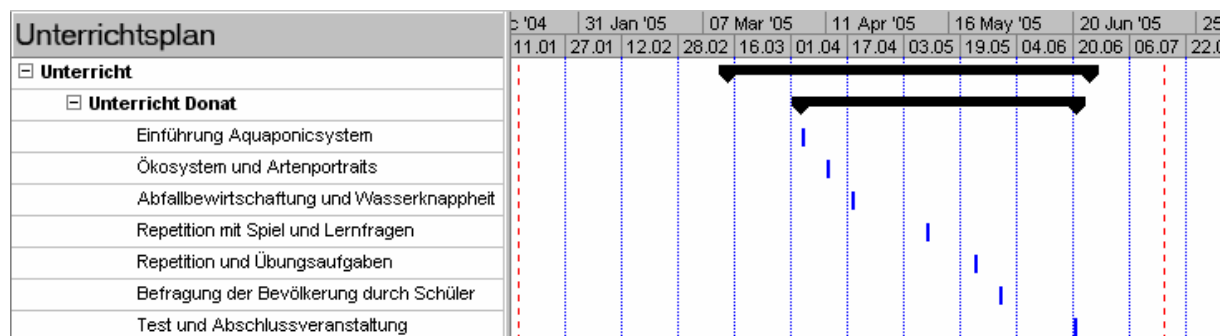 Unterrichtsplan
c '04 31 Jan '05 07 Mar '05 11 Apr '05 16 May '05 20 Jun '05 25
11.01 27.01 12.02 28.02 16.03 01.04 17.04 03.05 19.05 04.06 20.06 06.07 22.0
Unterricht
Unterricht Donat
Einführung Aquaponicsystem
Ökosystem und Artenportraits
Abfallbewirtschaftung und Wasserknappheit
Repetition mit Spiel und Lernfragen
Repetition und Übungsaufgaben
Befragung der Bevölkerung durch Schüler
Test und Abschlussveranstaltung